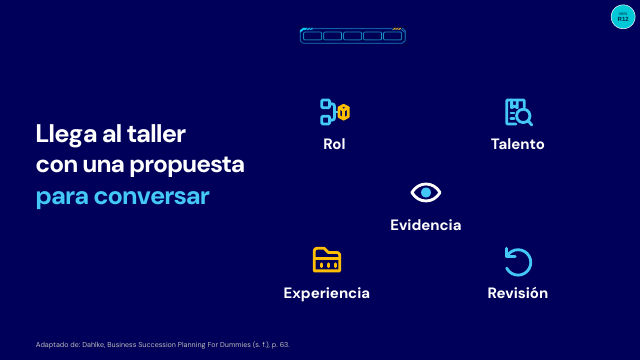 R12
Llega al taller
con una propuesta
para conversar
Rol
Talento
Evidencia
Experiencia
Revisión
Adaptado de: Dahlke, Business Succession Planning For Dummies (s. f.), p. 63.